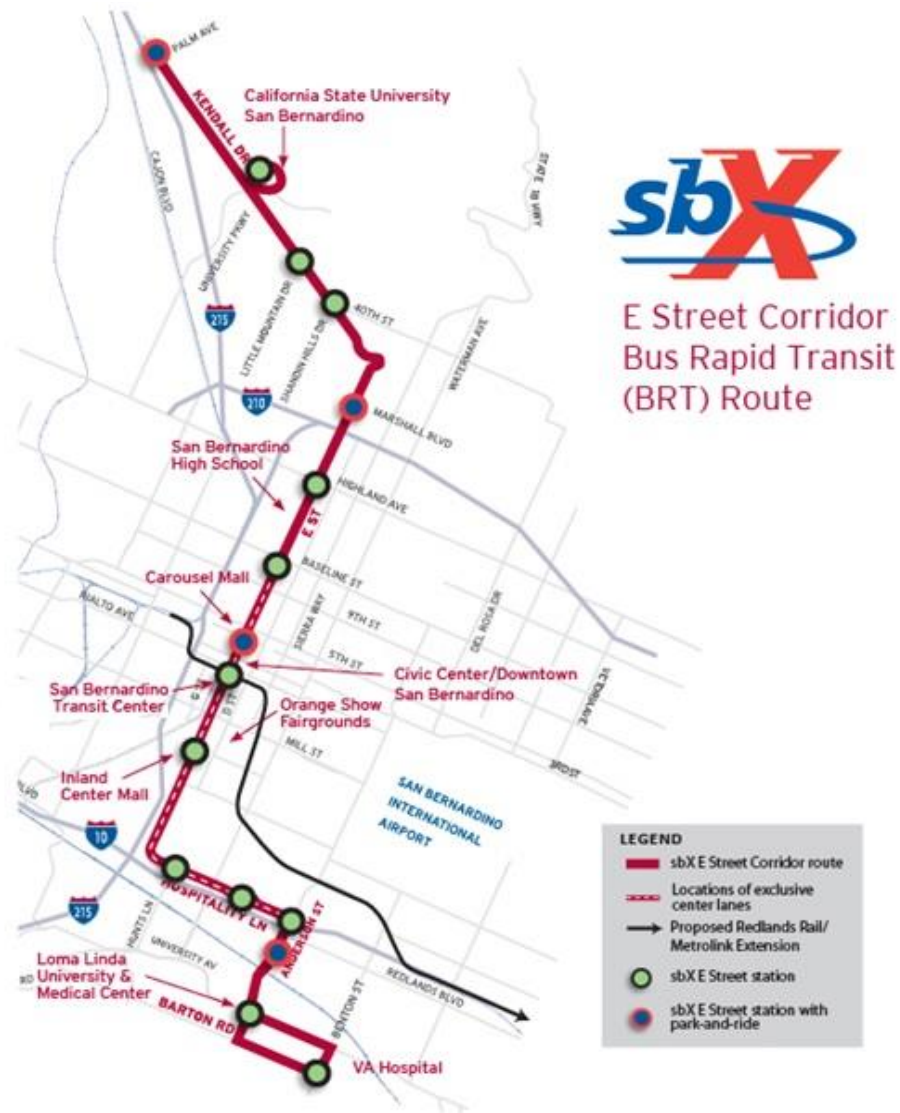 PALM AVE
California State University
San Bernardino
KENDALL DR
CAJON BLVD
STATE 18 HWY
sbX
E Street Corridor
Bus Rapid Transit
(BRT) Route
UNIVERSITY PKWY
LITTLE MOUNTAIN DR
SHANDIN HILLS DR
40TH ST
WATERMAN AVE
215
210
MARSHALL BLVD
San Bernardino
High School
HIGHLAND AVE
E ST
BASELINE ST
Carousel Mall
RIALTO AVE
SIERRA WAY
9TH ST
5TH ST
DEL ROSA DR
Civic Center/Downtown
San Bernardino
San Bernardino
Transit Center
D ST
Orange Show
Fairgrounds
MILL ST
3RD ST
Inland
Center Mall
SAN BERNARDINO
INTERNATIONAL
AIRPORT
10
HOSPITALITY LN
215
HUNTS LN
ANDERSON ST
UNIVERSITY AV
REDLANDS BLVD
Loma Linda
University &
Medical Center
RD
BARTON RD
BENTON ST
VA Hospital
LEGEND
sbX E Street Corridor route
Locations of exclusive
center lanes
Proposed Redlands Rail/
Metrolink Extension
sbX E Street station
sbX E Street station with
park-and-ride